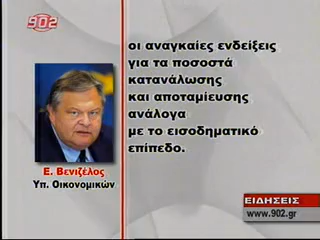 902
οι αναγκαίες ενδείξεις
για τα ποσοστά
κατανάλωσης
και αποταμίευσης
ανάλογα
με το εισοδηματικό
επίπεδο.
Ε. Βενιζέλος
Υπ. Οικονομικών
ΕΙΔΗΣΕΙΣ
www.902.gr